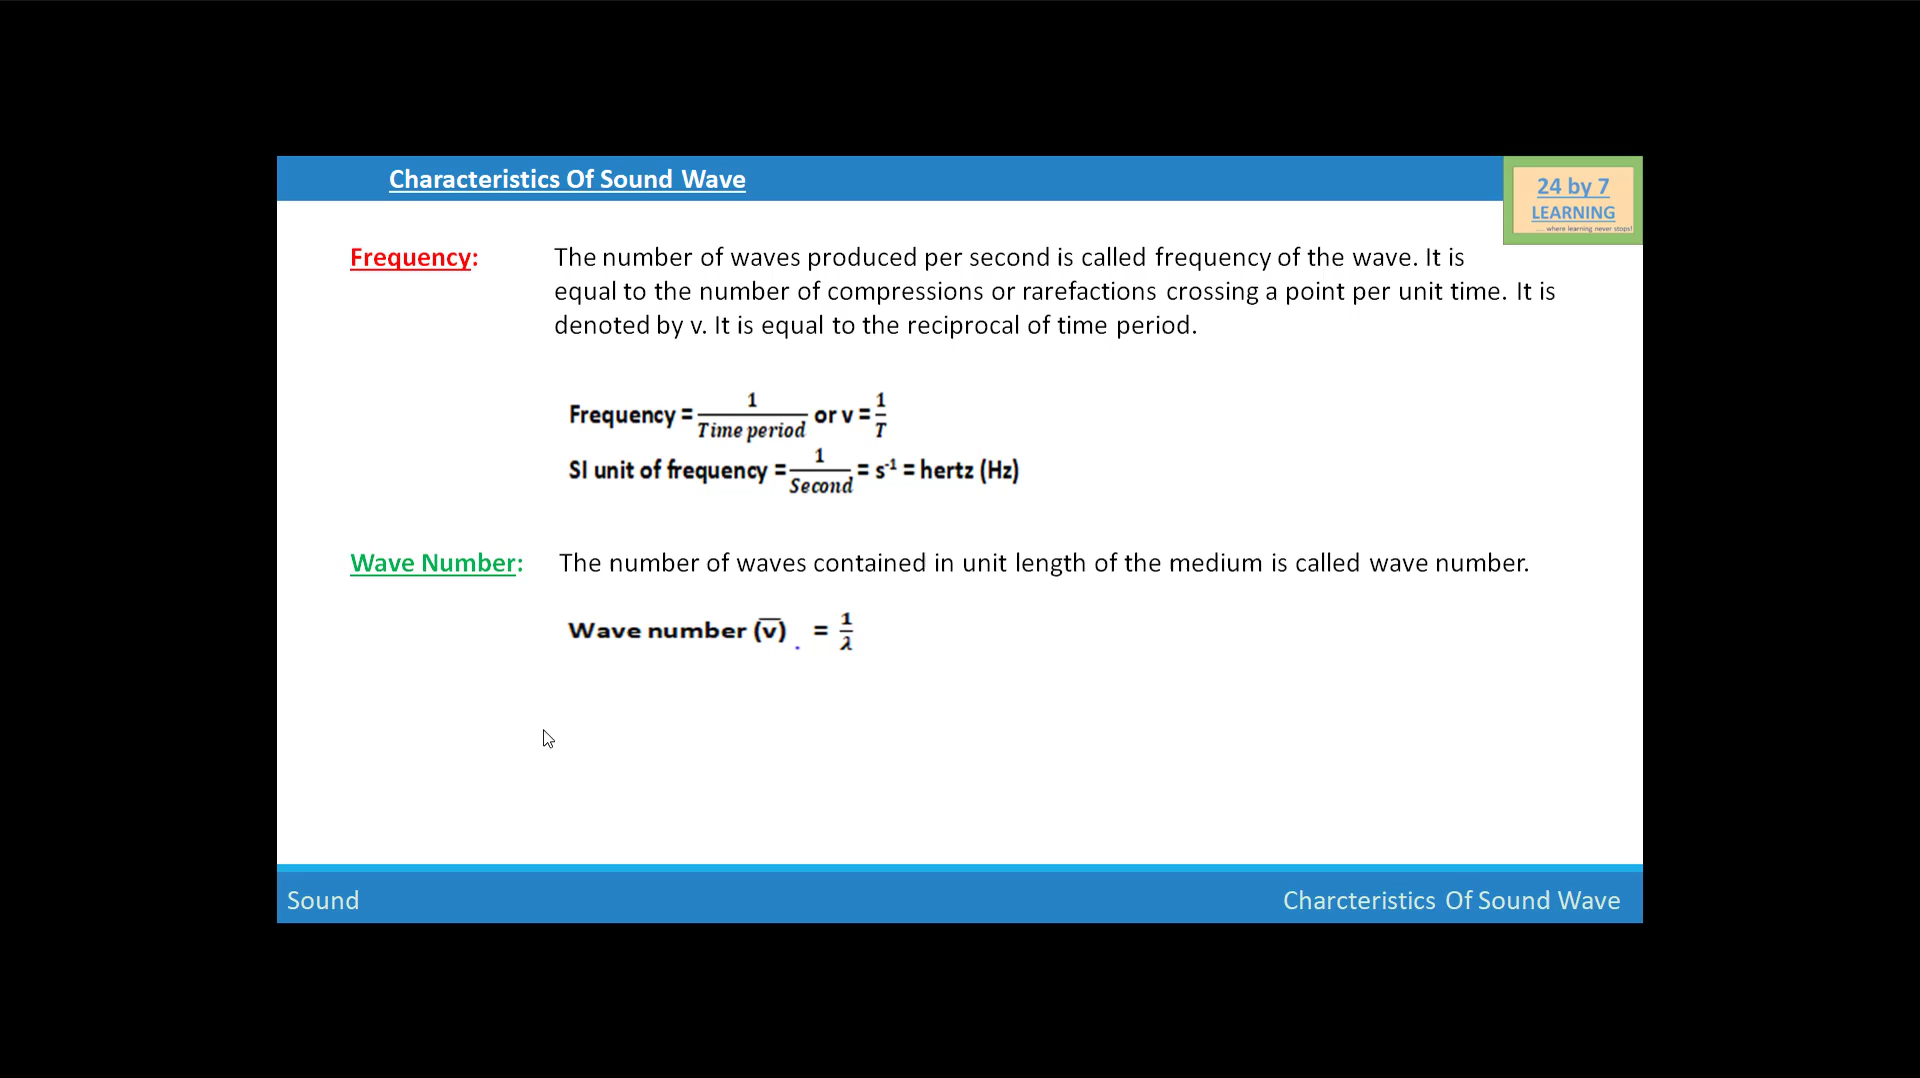 Characteristics Of Sound Wave
24 by 7
LEARNING
.... where learning never stops!
Frequency: The number of waves produced per second is called frequency of the wave. It is
equal to the number of compressions or rarefactions crossing a point per unit time. It is
denoted by v. It is equal to the reciprocal of time period.
Frequency = 1/Time period or v = 1/T
SI unit of frequency = 1/Second = s⁻¹ = hertz (Hz)
Wave Number: The number of waves contained in unit length of the medium is called wave number.
Wave number (v̅) . = 1/λ
Sound
Charcteristics Of Sound Wave